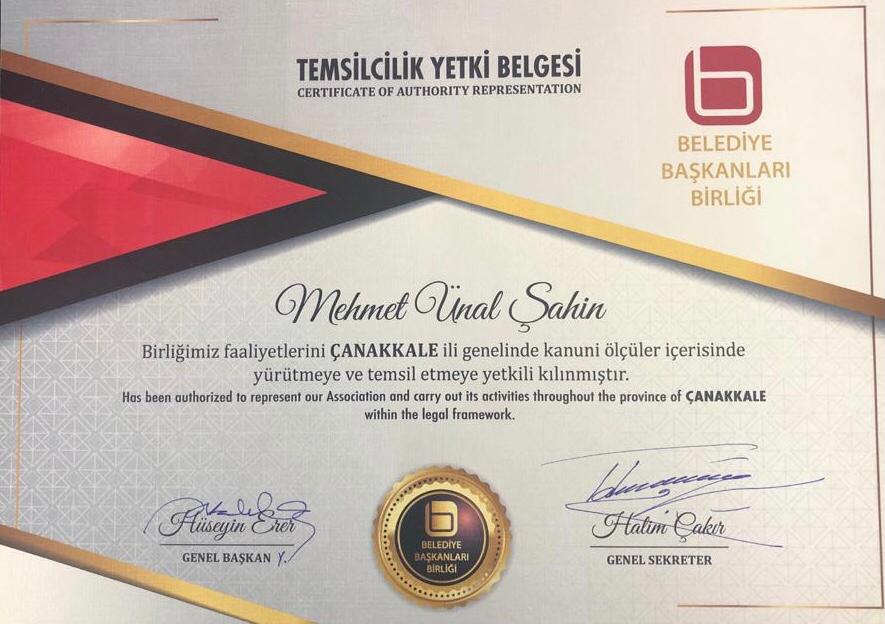 TEMSİLCİLİK YETKİ BELGESİ
CERTIFICATE OF AUTHORITY REPRESENTATION
BELEDİYE
BAŞKANLARI
BİRLİĞİ
Mehmet Ünal Şahin
Birliğimiz faaliyetlerini ÇANAKKALE ili genelinde kanuni ölçüler içerisinde
yürütmeye ve temsil etmeye yetkili kılınmıştır.
Has been authorized to represent our Association and carry out its activities throughout the province of ÇANAKKALE
within the legal framework.
Hüseyin Erer
GENEL BAŞKAN Y.
BELEDİYE
BAŞKANLARI
BİRLİĞİ
Hatim Çakır
GENEL SEKRETER